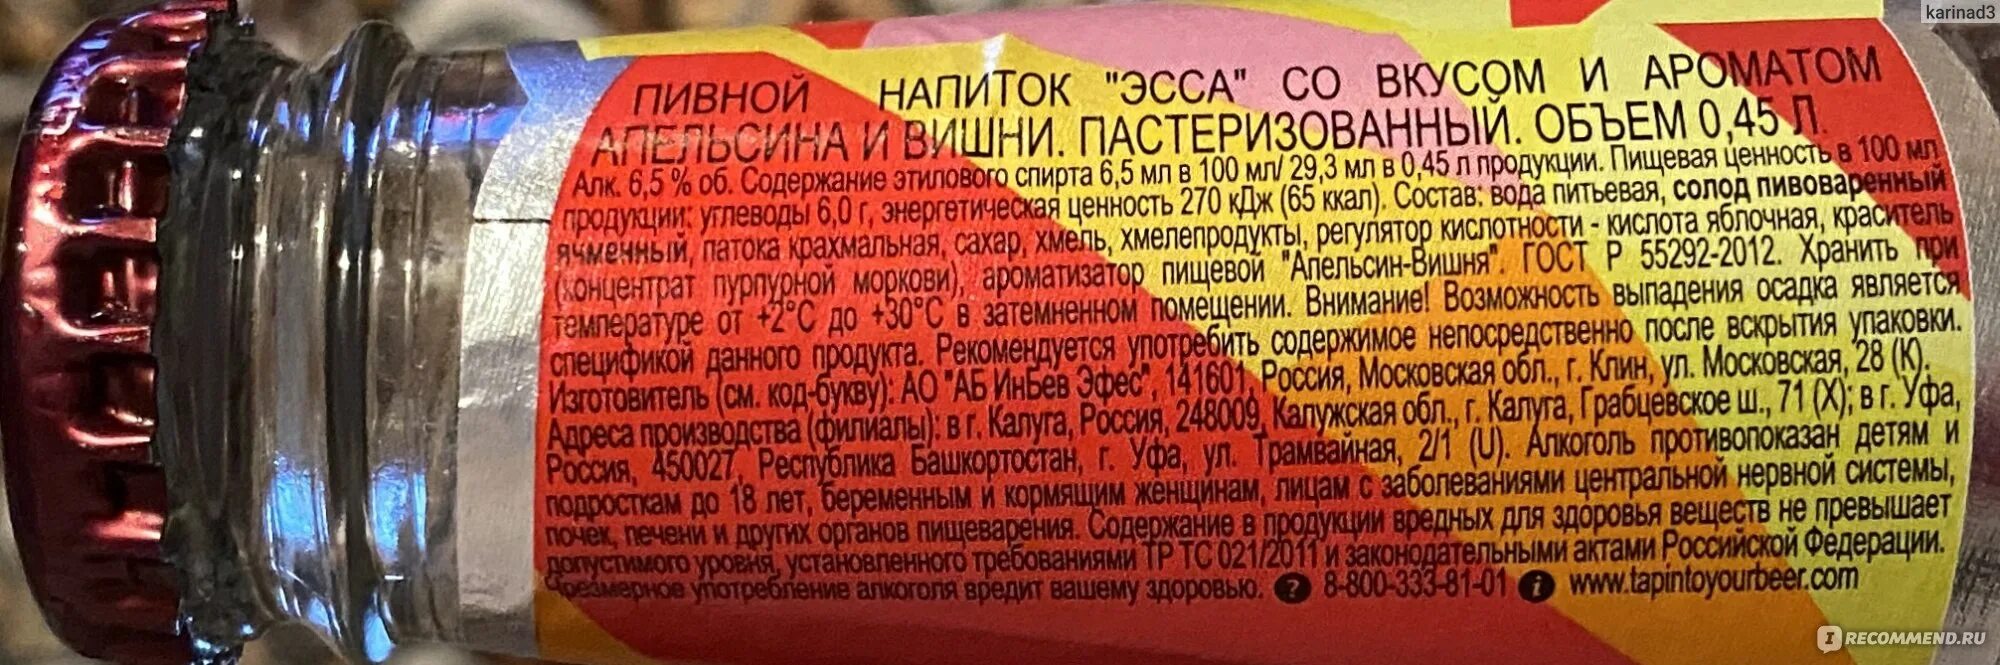 karinad3
ПИВНОЙ НАПИТОК "ЭССА" СО ВКУСОМ И АРОМАТОМ
АПЕЛЬСИНА И ВИШНИ. ПАСТЕРИЗОВАННЫЙ. ОБЪЕМ 0,45 Л.
Алк. 6,5 % об. Содержание этилового спирта 6,5 мл в 100 мл/ 29,3 мл в 0,45 л продукции. Пищевая ценность в 100 мл
продукции: углеводы 6,0 г, энергетическая ценность 270 кДж (65 ккал). Состав: вода питьевая, солод пивоваренный
ячменный, патока крахмальная, сахар, хмель, хмелепродукты, регулятор кислотности - кислота яблочная, краситель
(концентрат пурпурной моркови), ароматизатор пищевой "Апельсин-Вишня". ГОСТ Р 55292-2012. Хранить при
температуре от +2°С до +30°С в затемненном помещении. Внимание! Возможность выпадения осадка является
спецификой данного продукта. Рекомендуется употребить содержимое непосредственно после вскрытия упаковки.
Изготовитель (см. код-букву): АО "АБ ИнБев Эфес", 141601, Россия, Московская обл., г. Клин, ул. Московская, 28 (К).
Адреса производства (филиалы): в г. Калуга, Россия, 248009, Калужская обл., г. Калуга, Грабцевское ш., 71 (Х); в г. Уфа,
Россия, 450027, Республика Башкортостан, г. Уфа, ул. Трамвайная, 2/1 (U). Алкоголь противопоказан детям и
подросткам до 18 лет, беременным и кормящим женщинам, лицам с заболеваниями центральной нервной системы,
почек, печени и других органов пищеварения. Содержание в продукции вредных для здоровья веществ не превышает
допустимого уровня, установленного требованиями ТР ТС 021/2011 и законодательными актами Российской Федерации.
Чрезмерное употребление алкоголя вредит вашему здоровью. ? 8-800-333-81-01 i www.tapintoyourbeer.com
I RECOMMEND.RU